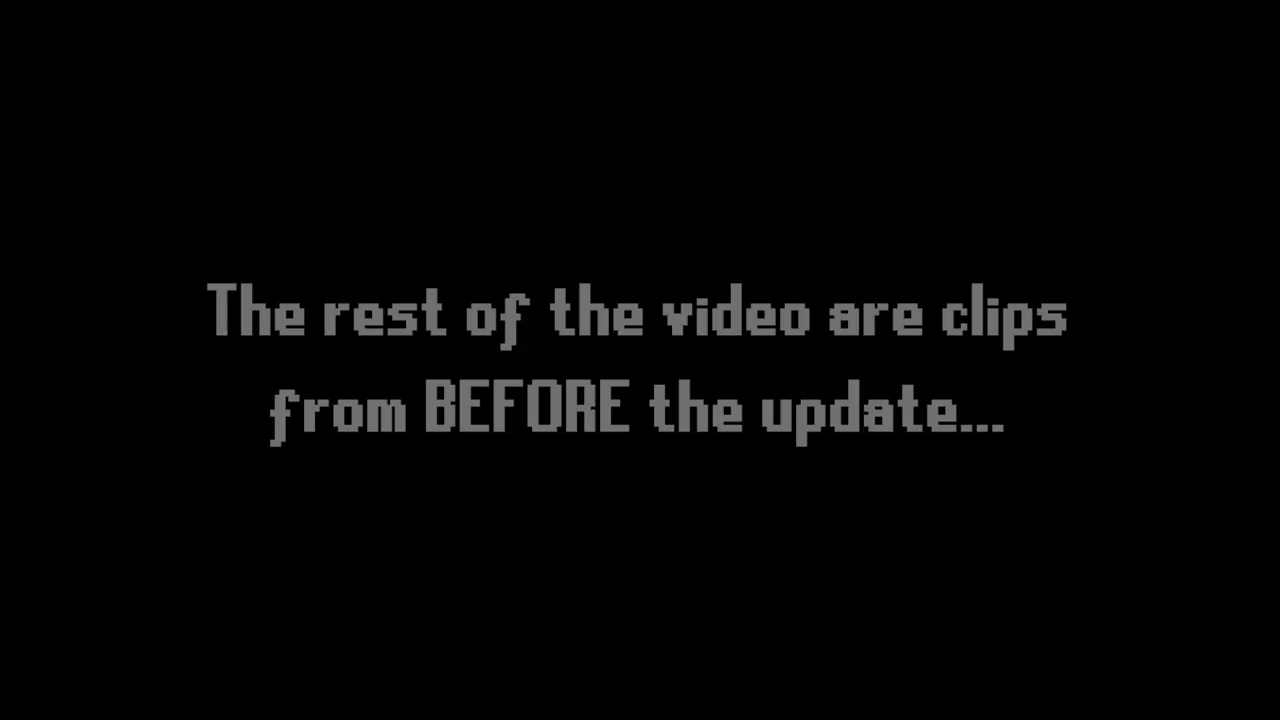 The rest of the video are clips
from BEFORE the update...